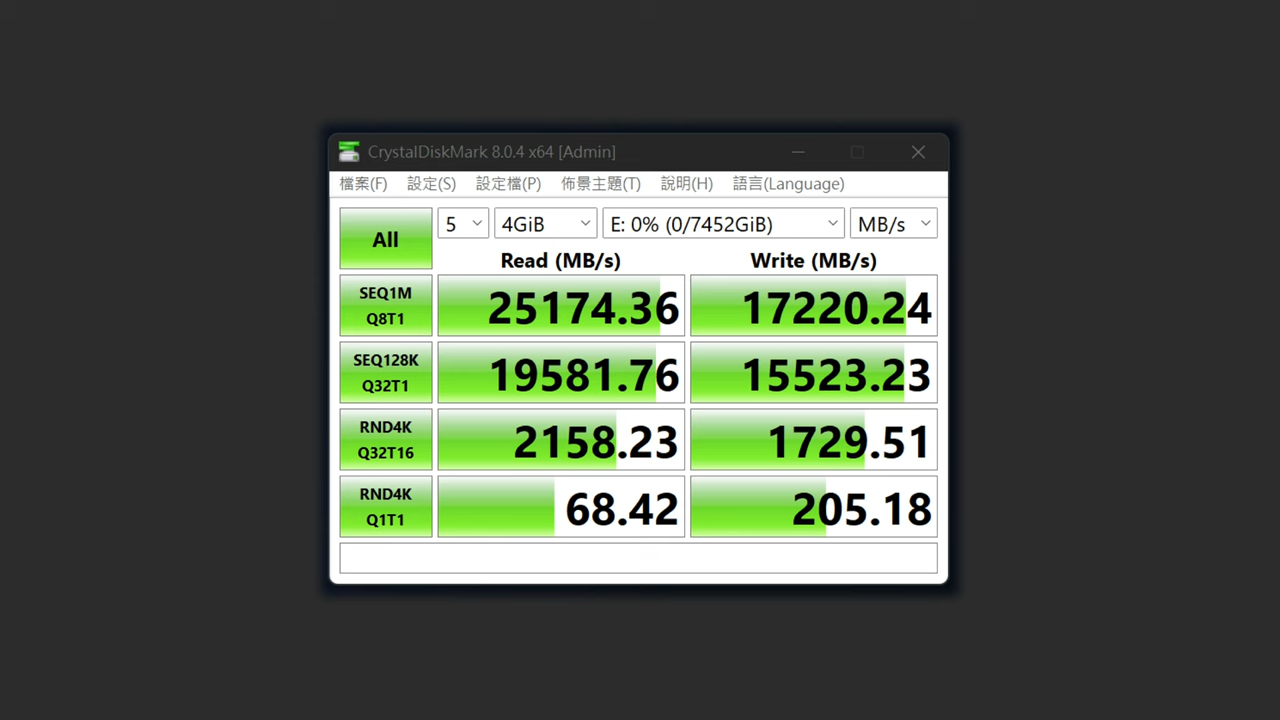 CrystalDiskMark 8.0.4 x64 [Admin]
檔案(F) 設定(S) 設定檔(P) 佈景主題(T) 說明(H) 語言(Language)
All 5 4GiB E: 0% (0/7452GiB) MB/s
Read (MB/s) Write (MB/s)
SEQ1M
Q8T1 25174.36 17220.24
SEQ128K
Q32T1 19581.76 15523.23
RND4K
Q32T16 2158.23 1729.51
RND4K
Q1T1 68.42 205.18